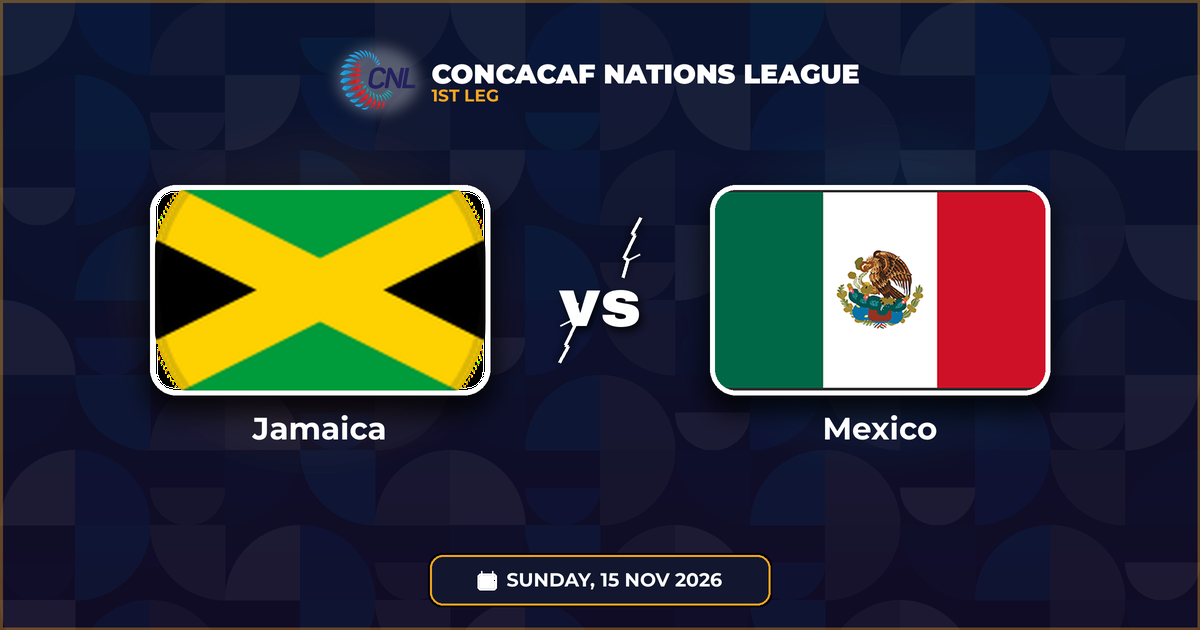 CNL
CONCACAF NATIONS LEAGUE
1ST LEG
VS
Jamaica
Mexico
SUNDAY, 15 NOV 2026